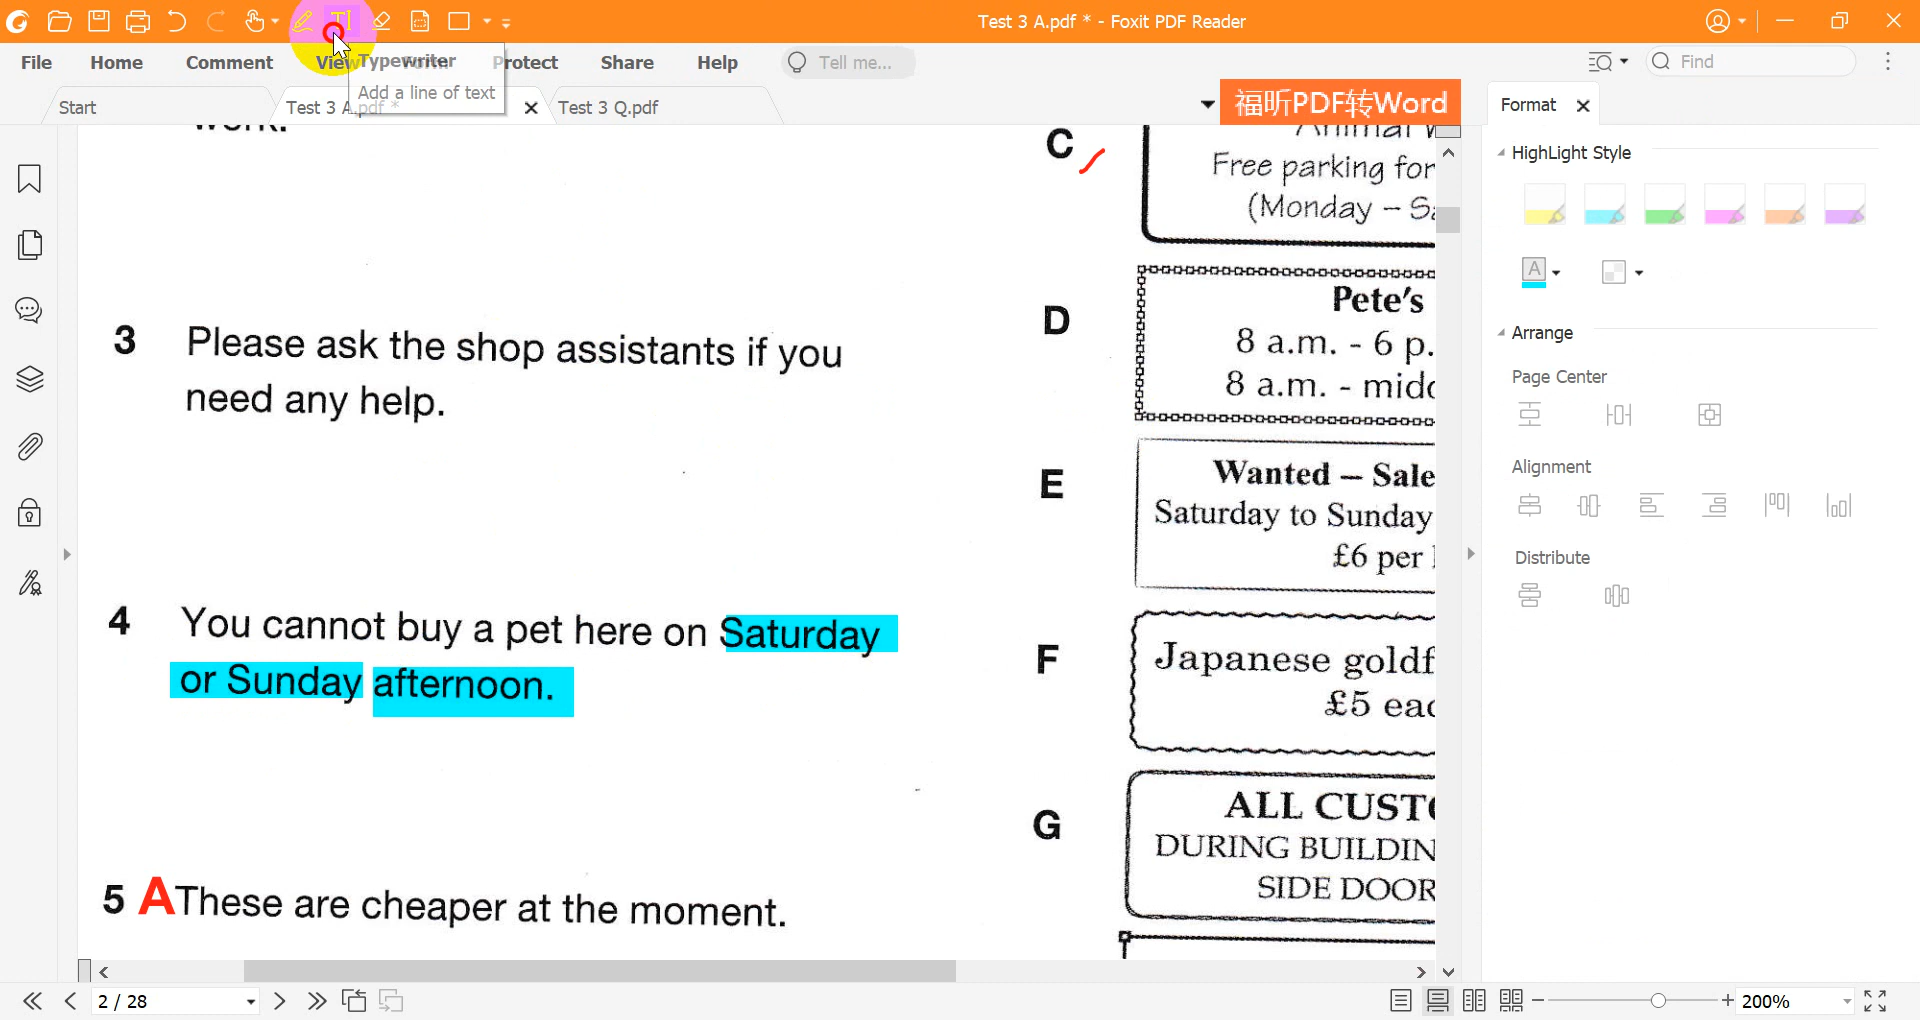 Test 3 A.pdf * - Foxit PDF Reader
File Home Comment View Protect Share Help Tell me... Find
Typewriter
Add a line of text
Start Test 3 A.pdf * Test 3 Q.pdf 福昕PDF转Word Format
work.
C
Free parking for
(Monday –
HighLight Style
Arrange
Page Center
Alignment
Distribute
3 Please ask the shop assistants if you
need any help.
D
Pete's
8 a.m. - 6 p.
8 a.m. -
E
Wanted – Sale
Saturday to Sunday
£6 per
4 You cannot buy a pet here on Saturday
or Sunday afternoon.
F
Japanese
£5
G
ALL
DURING
SIDE DOOR
5 A These are cheaper at the moment.
2 / 28
200%